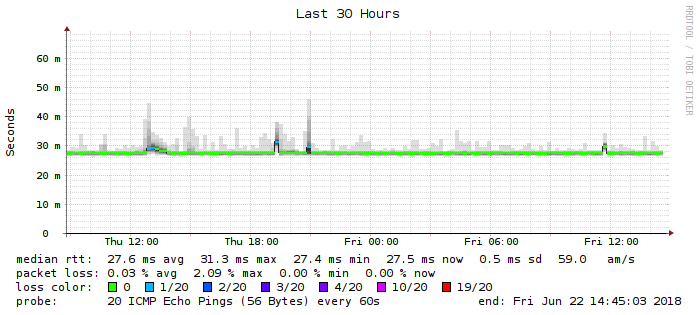 Last 30 Hours
RRDTOOL / TOBI OETIKER
Seconds
60 m
50 m
40 m
30 m
20 m
10 m
0
Thu 12:00 Thu 18:00 Fri 00:00 Fri 06:00 Fri 12:00
median rtt: 27.6 ms avg 31.3 ms max 27.4 ms min 27.5 ms now 0.5 ms sd 59.0 am/s
packet loss: 0.03 % avg 2.09 % max 0.00 % min 0.00 % now
loss color: 0 1/20 2/20 3/20 4/20 10/20 19/20
probe: 20 ICMP Echo Pings (56 Bytes) every 60s end: Fri Jun 22 14:45:03 2018